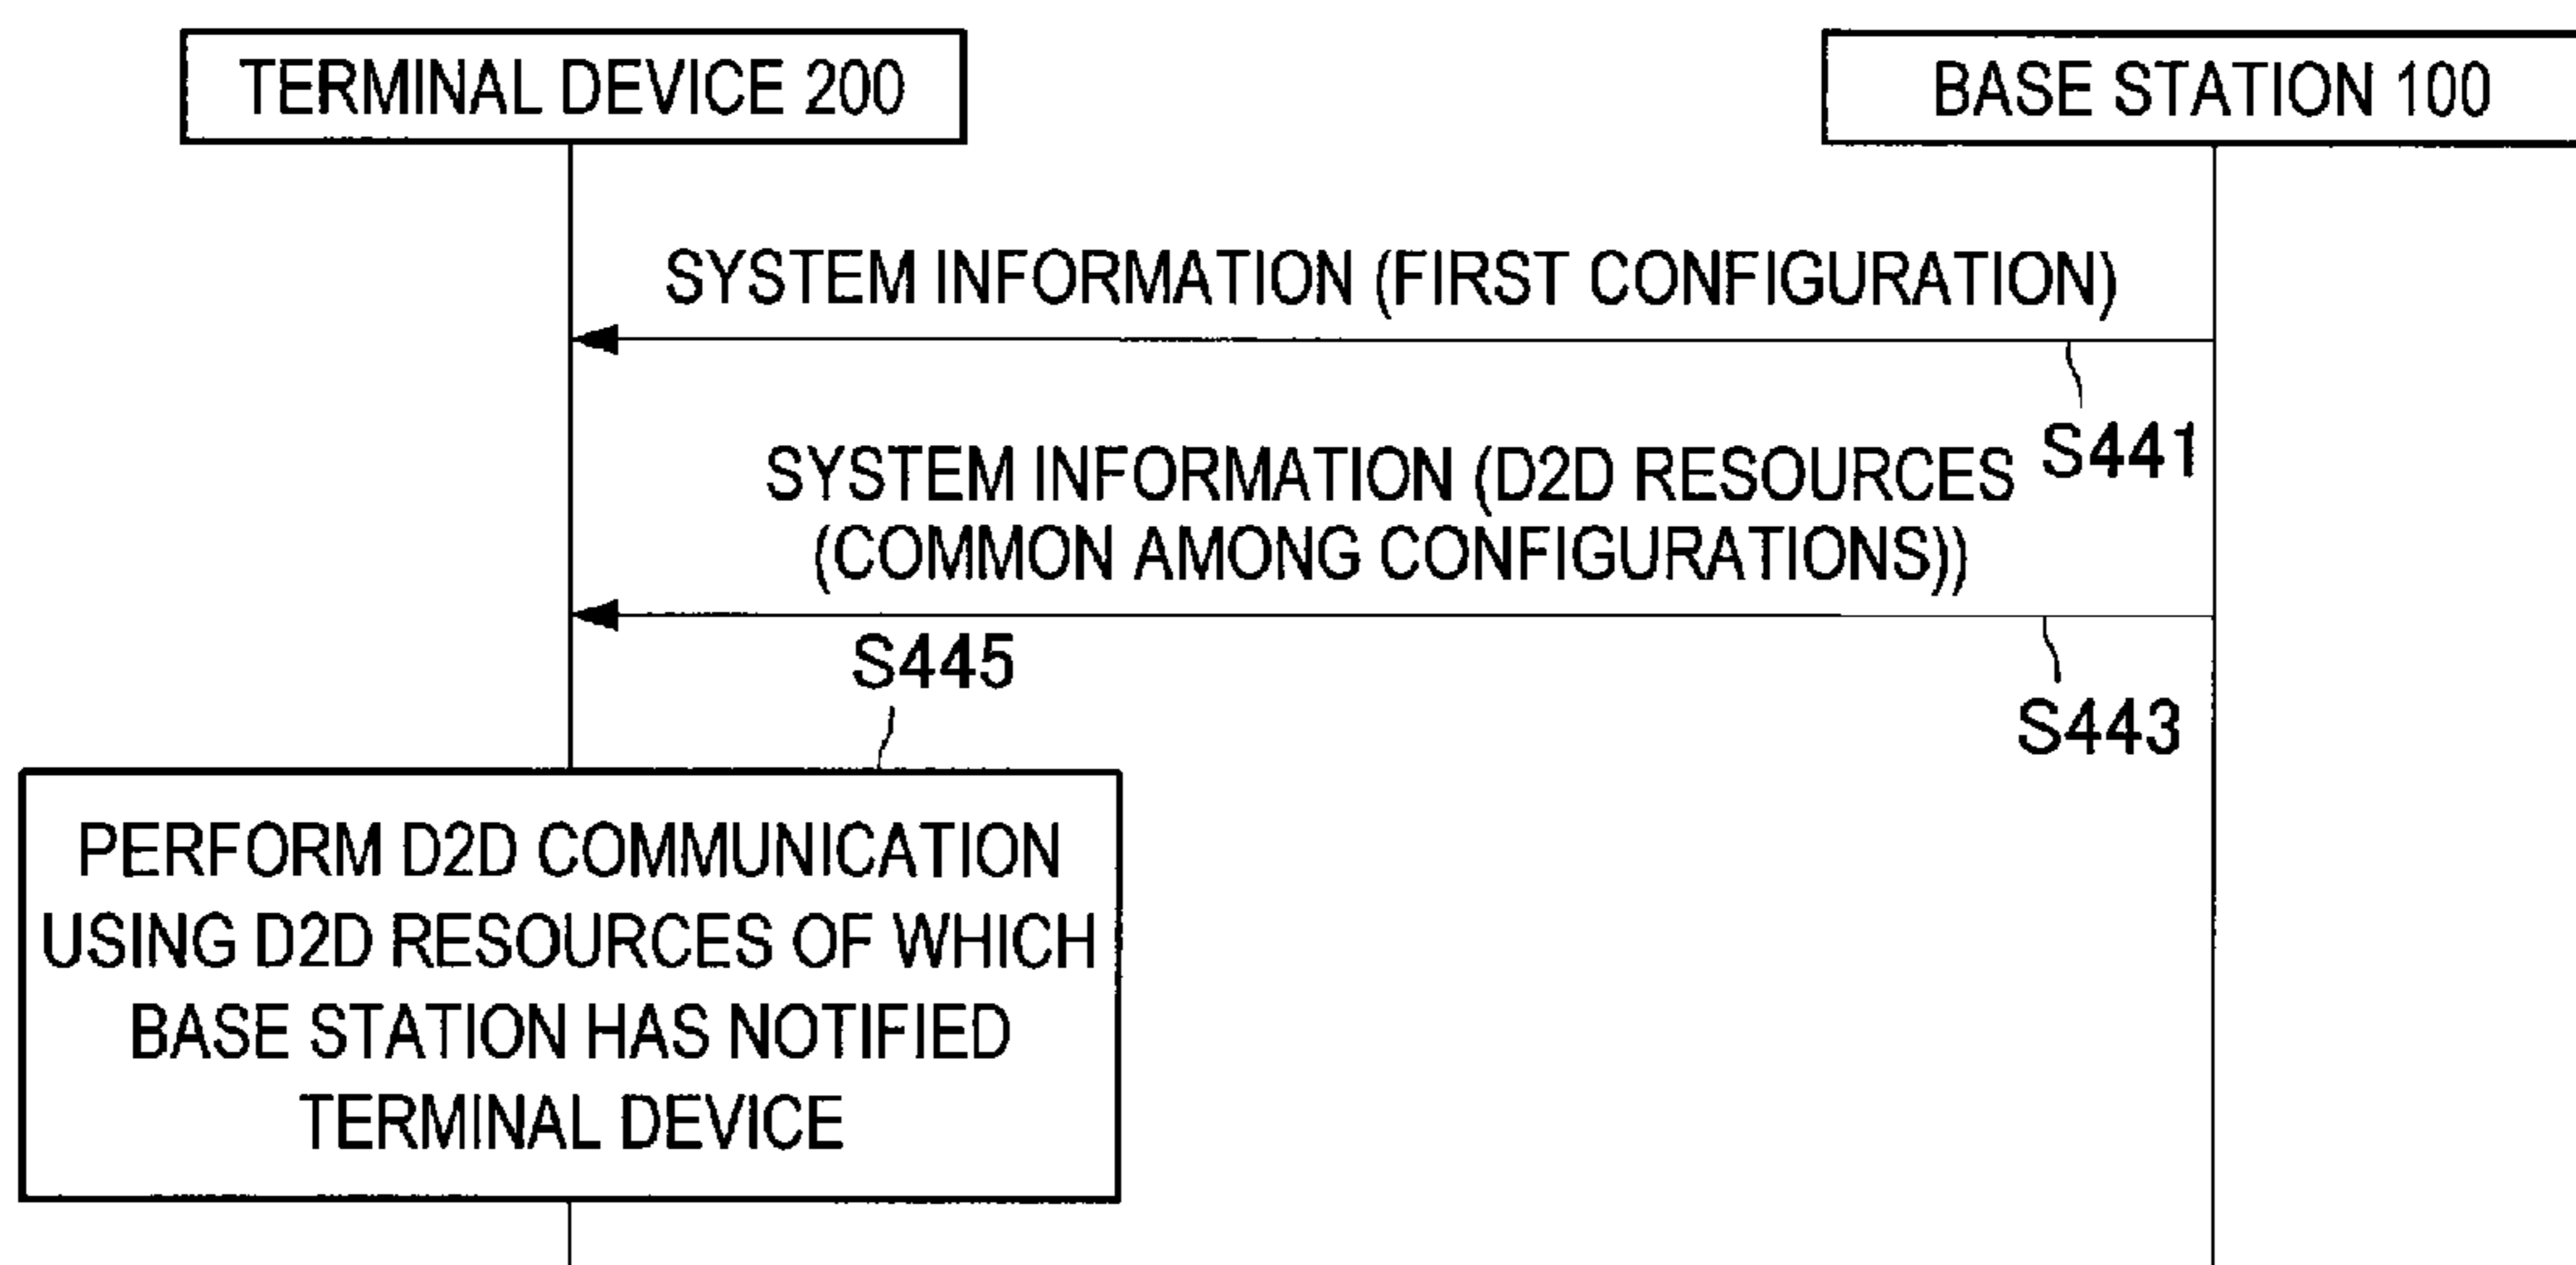 TERMINAL DEVICE 200
BASE STATION 100
SYSTEM INFORMATION (FIRST CONFIGURATION)
S441
SYSTEM INFORMATION (D2D RESOURCES
(COMMON AMONG CONFIGURATIONS))
S443
S445
PERFORM D2D COMMUNICATION
USING D2D RESOURCES OF WHICH
BASE STATION HAS NOTIFIED
TERMINAL DEVICE